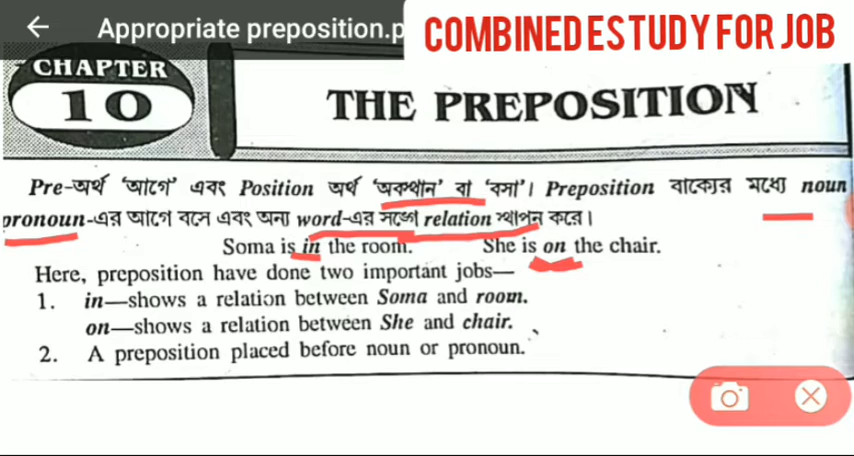 Appropriate preposition.p
COMBINED ESTUDY FOR JOB
CHAPTER
10
THE PREPOSITION
Pre-অর্থ ‘আগে’ এবং Position অর্থ ‘অবস্থান’ বা ‘বসা’। Preposition বাক্যের মধ্যে noun
pronoun-এর আগে বসে এবং অন্য word-এর সঙ্গে relation স্থাপন করে।
Soma is in the room. She is on the chair.
Here, preposition have done two important jobs—
1. in—shows a relation between Soma and room.
on—shows a relation between She and chair.
2. A preposition placed before noun or pronoun.